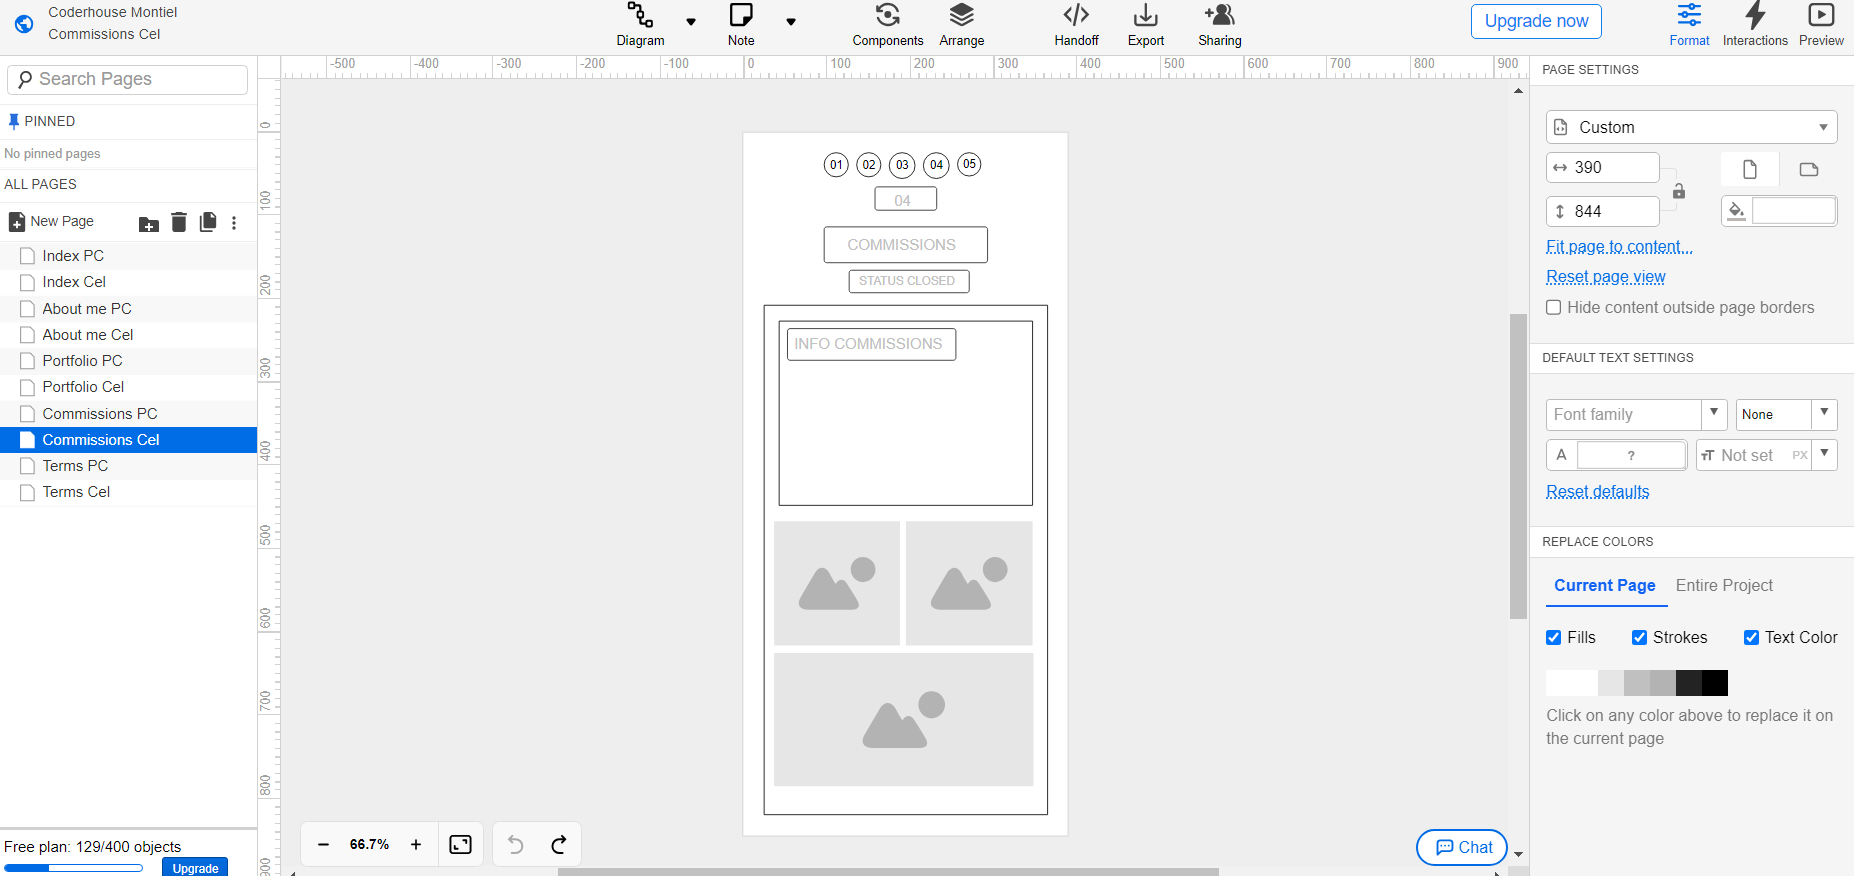 Coderhouse Montiel
Commissions Cel
Diagram
Note
Components
Arrange
Handoff
Export
Sharing
Upgrade now
Format
Interactions
Preview
Search Pages
PINNED
No pinned pages
ALL PAGES
New Page
Index PC
Index Cel
About me PC
About me Cel
Portfolio PC
Portfolio Cel
Commissions PC
Commissions Cel
Terms PC
Terms Cel
Free plan: 129/400 objects
Upgrade
-500 -400 -300 -200 -100 0 100 200 300 400 500 600 700 800 900
0
100
200
300
400
500
600
700
800
900
01 02 03 04 05
04
COMMISSIONS
STATUS CLOSED
INFO COMMISSIONS
66.7%
Chat
PAGE SETTINGS
Custom
390
844
Fit page to content...
Reset page view
Hide content outside page borders
DEFAULT TEXT SETTINGS
Font family
None
A ?
TT Not set PX
Reset defaults
REPLACE COLORS
Current Page Entire Project
Fills Strokes Text Color
Click on any color above to replace it on
the current page